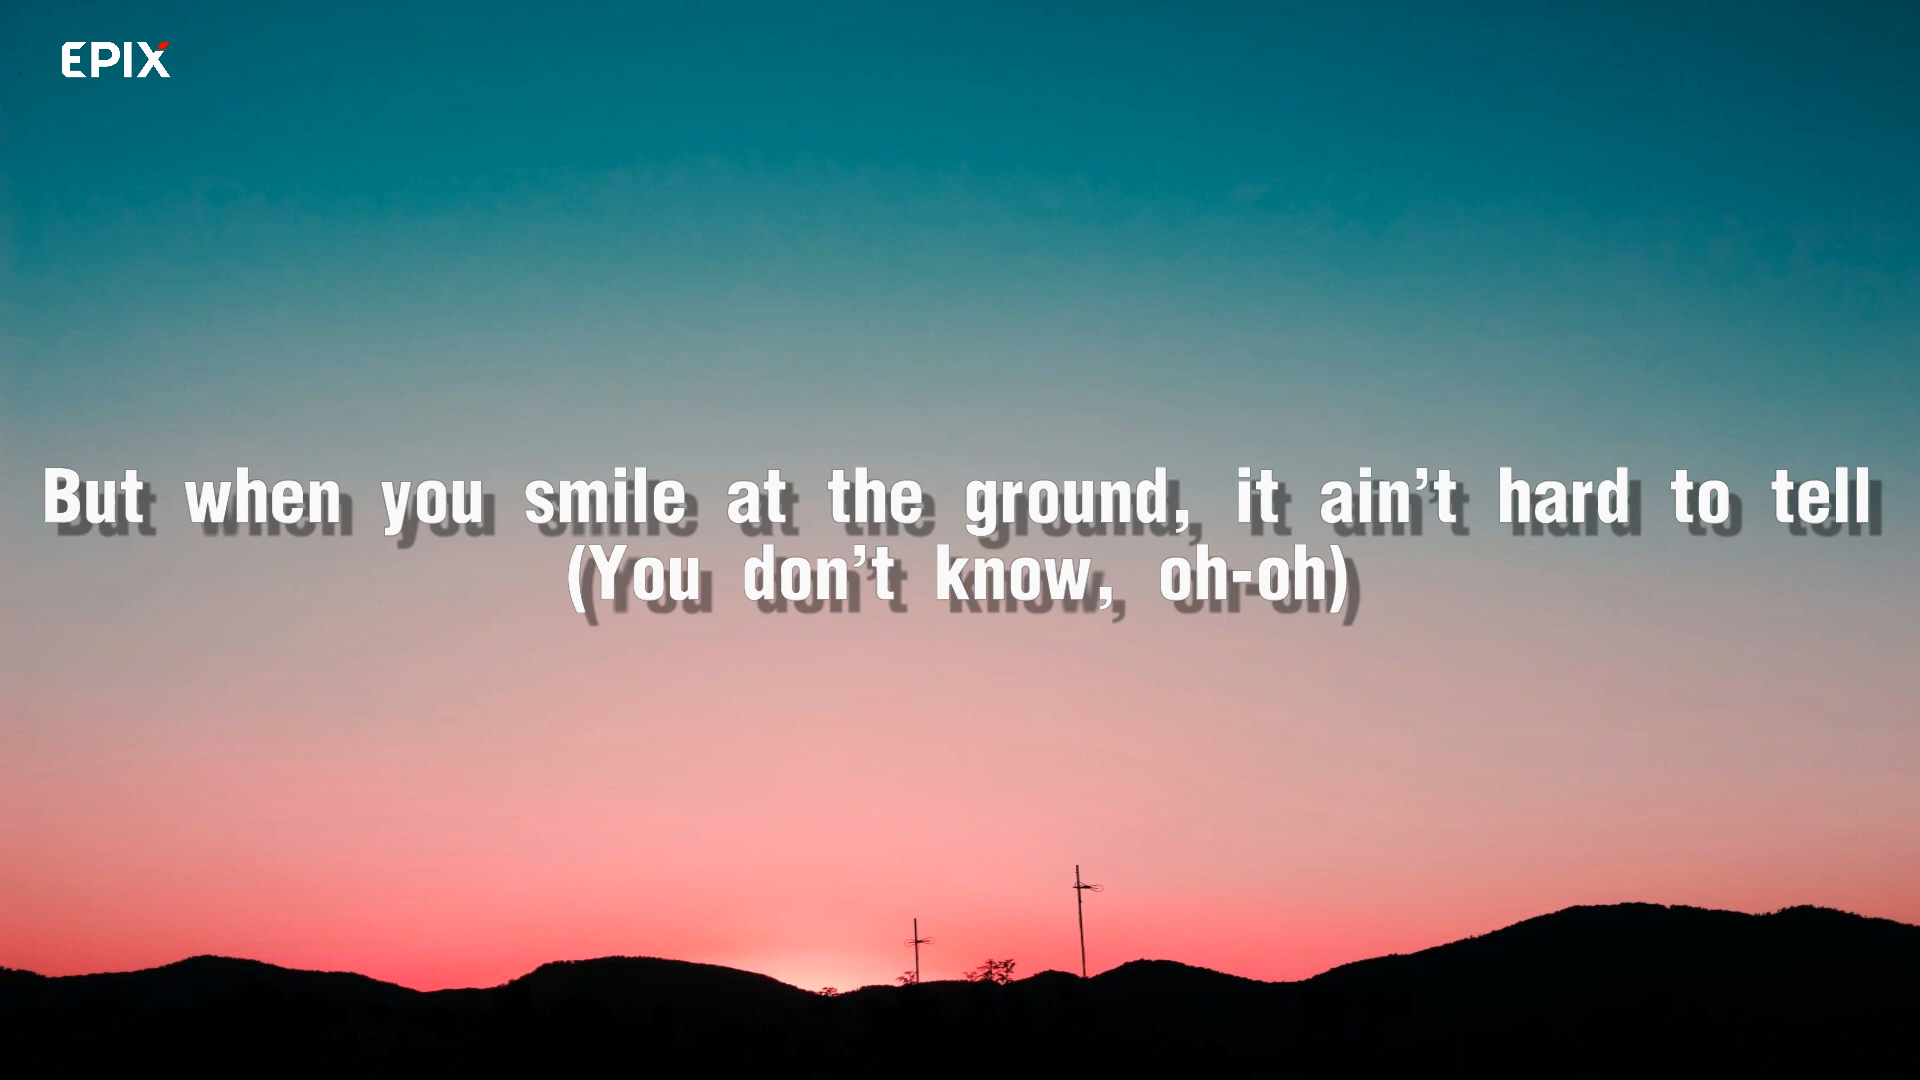 EPIX
But when you smile at the ground, it ain’t hard to tell
(You don’t know, oh-oh)